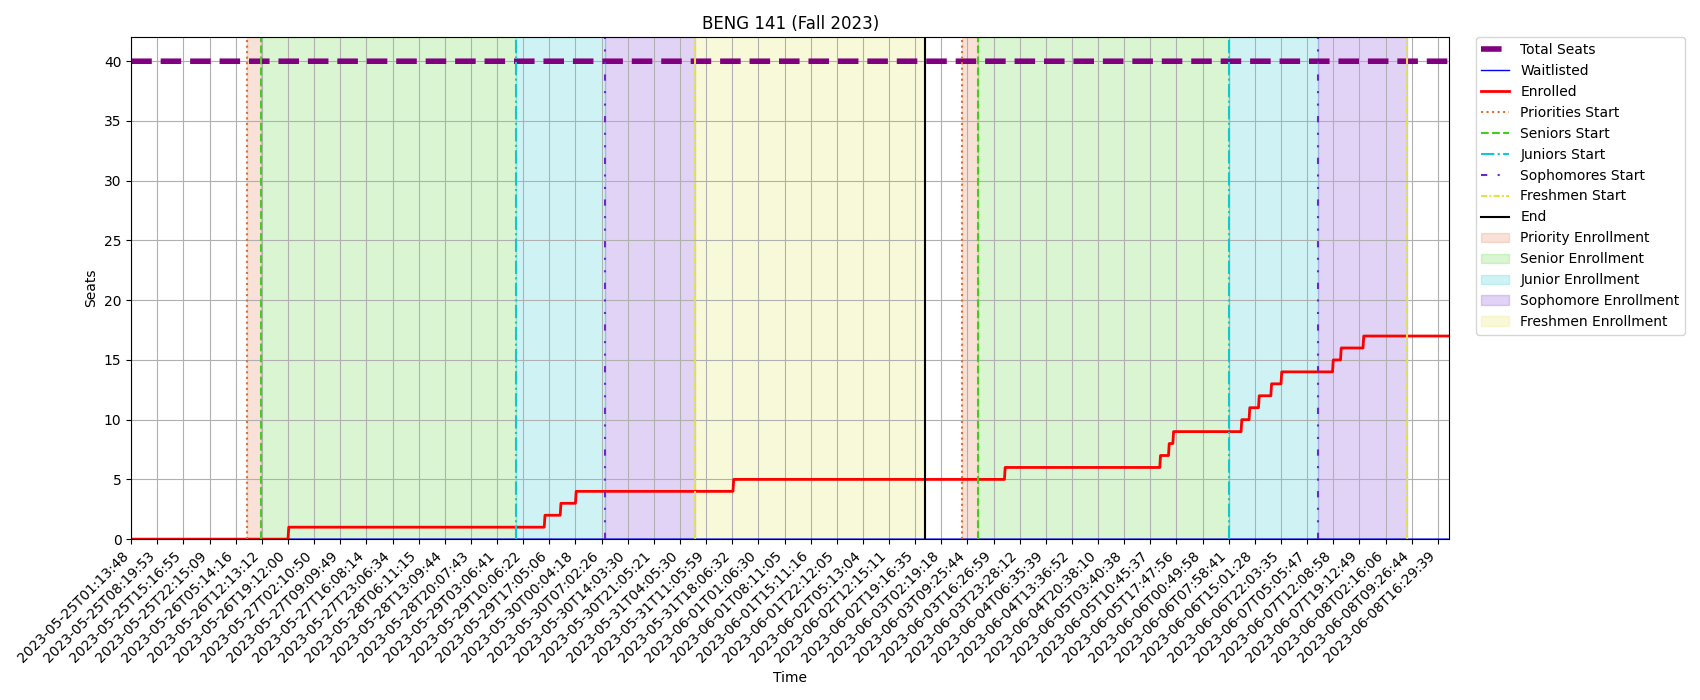 BENG 141 (Fall 2023)
Seats
40
35
30
25
20
15
10
5
0
2023-05-25T01:13:48
2023-05-25T08:19:53
2023-05-25T15:16:55
2023-05-25T22:15:09
2023-05-26T05:14:16
2023-05-26T12:13:12
2023-05-26T19:12:00
2023-05-27T02:10:50
2023-05-27T09:09:49
2023-05-27T16:08:14
2023-05-27T23:06:34
2023-05-28T06:11:15
2023-05-28T13:09:44
2023-05-28T20:07:43
2023-05-29T03:06:41
2023-05-29T10:06:22
2023-05-29T17:05:06
2023-05-30T00:04:18
2023-05-30T07:02:26
2023-05-30T14:03:30
2023-05-30T21:05:21
2023-05-31T04:05:30
2023-05-31T11:05:59
2023-05-31T18:06:32
2023-06-01T01:06:30
2023-06-01T08:11:05
2023-06-01T15:11:16
2023-06-01T22:12:05
2023-06-02T05:13:04
2023-06-02T12:15:11
2023-06-02T19:16:35
2023-06-03T02:19:18
2023-06-03T09:25:44
2023-06-03T16:26:59
2023-06-03T23:28:12
2023-06-04T06:35:39
2023-06-04T13:36:52
2023-06-04T20:38:10
2023-06-05T03:40:38
2023-06-05T10:45:37
2023-06-05T17:47:56
2023-06-06T00:49:58
2023-06-06T07:58:41
2023-06-06T15:01:28
2023-06-06T22:03:35
2023-06-07T05:05:47
2023-06-07T12:08:58
2023-06-07T19:12:49
2023-06-08T02:16:06
2023-06-08T09:26:44
2023-06-08T16:29:39
Time
Total Seats
Waitlisted
Enrolled
Priorities Start
Seniors Start
Juniors Start
Sophomores Start
Freshmen Start
End
Priority Enrollment
Senior Enrollment
Junior Enrollment
Sophomore Enrollment
Freshmen Enrollment